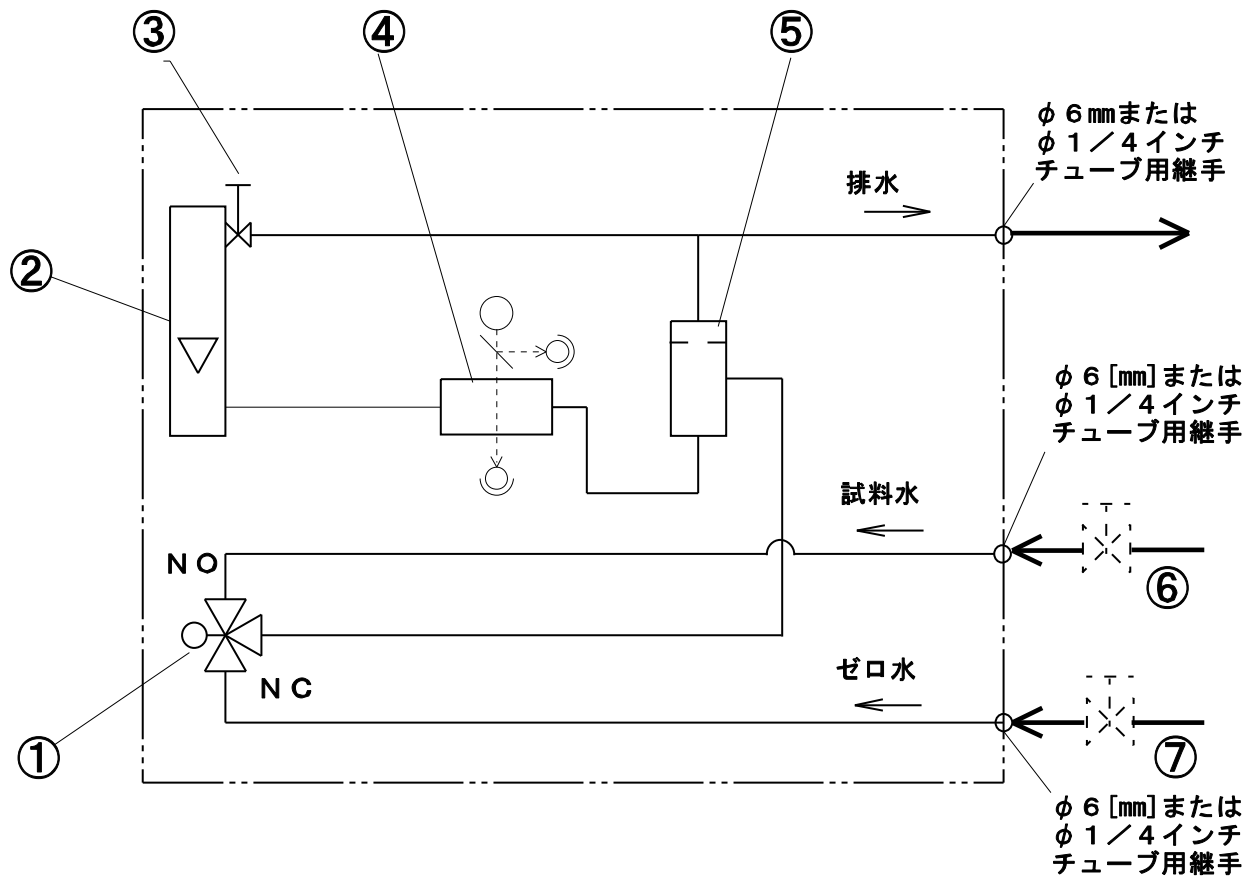 ③
④
⑤
φ6mmまたは
φ1/4インチ
チューブ用継手
排水
②
φ6[mm]または
φ1/4インチ
チューブ用継手
試料水
NO
⑥
NC
ゼロ水
①
⑦
φ6[mm]または
φ1/4インチ
チューブ用継手